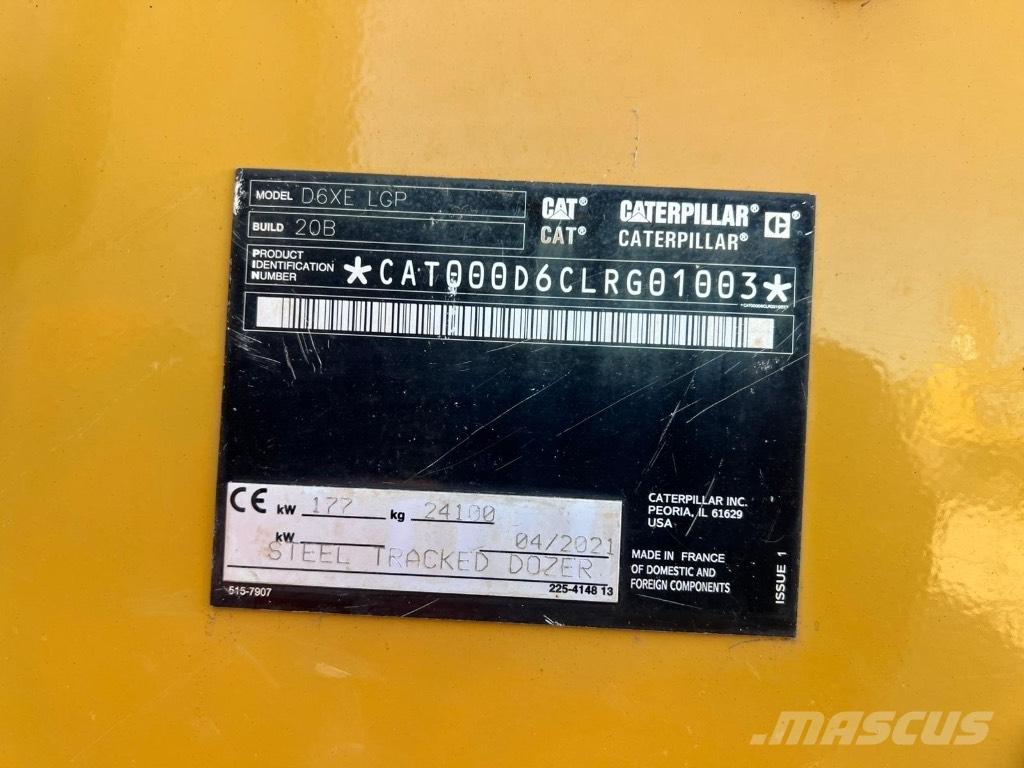 MODEL D6XE LGP
BUILD 20B
CAT® CATERPILLAR® ®
CAT® CATERPILLAR®
PRODUCT
IDENTIFICATION
NUMBER
*CAT000D6CLRG01003*
CE kW 177 kg 24100
kW 04/2021
STEEL TRACKED DOZER
515-7907 225-4148 13
CATERPILLAR INC.
PEORIA, IL 61629
USA
MADE IN FRANCE
OF DOMESTIC AND
FOREIGN COMPONENTS
ISSUE 1
MASCUS